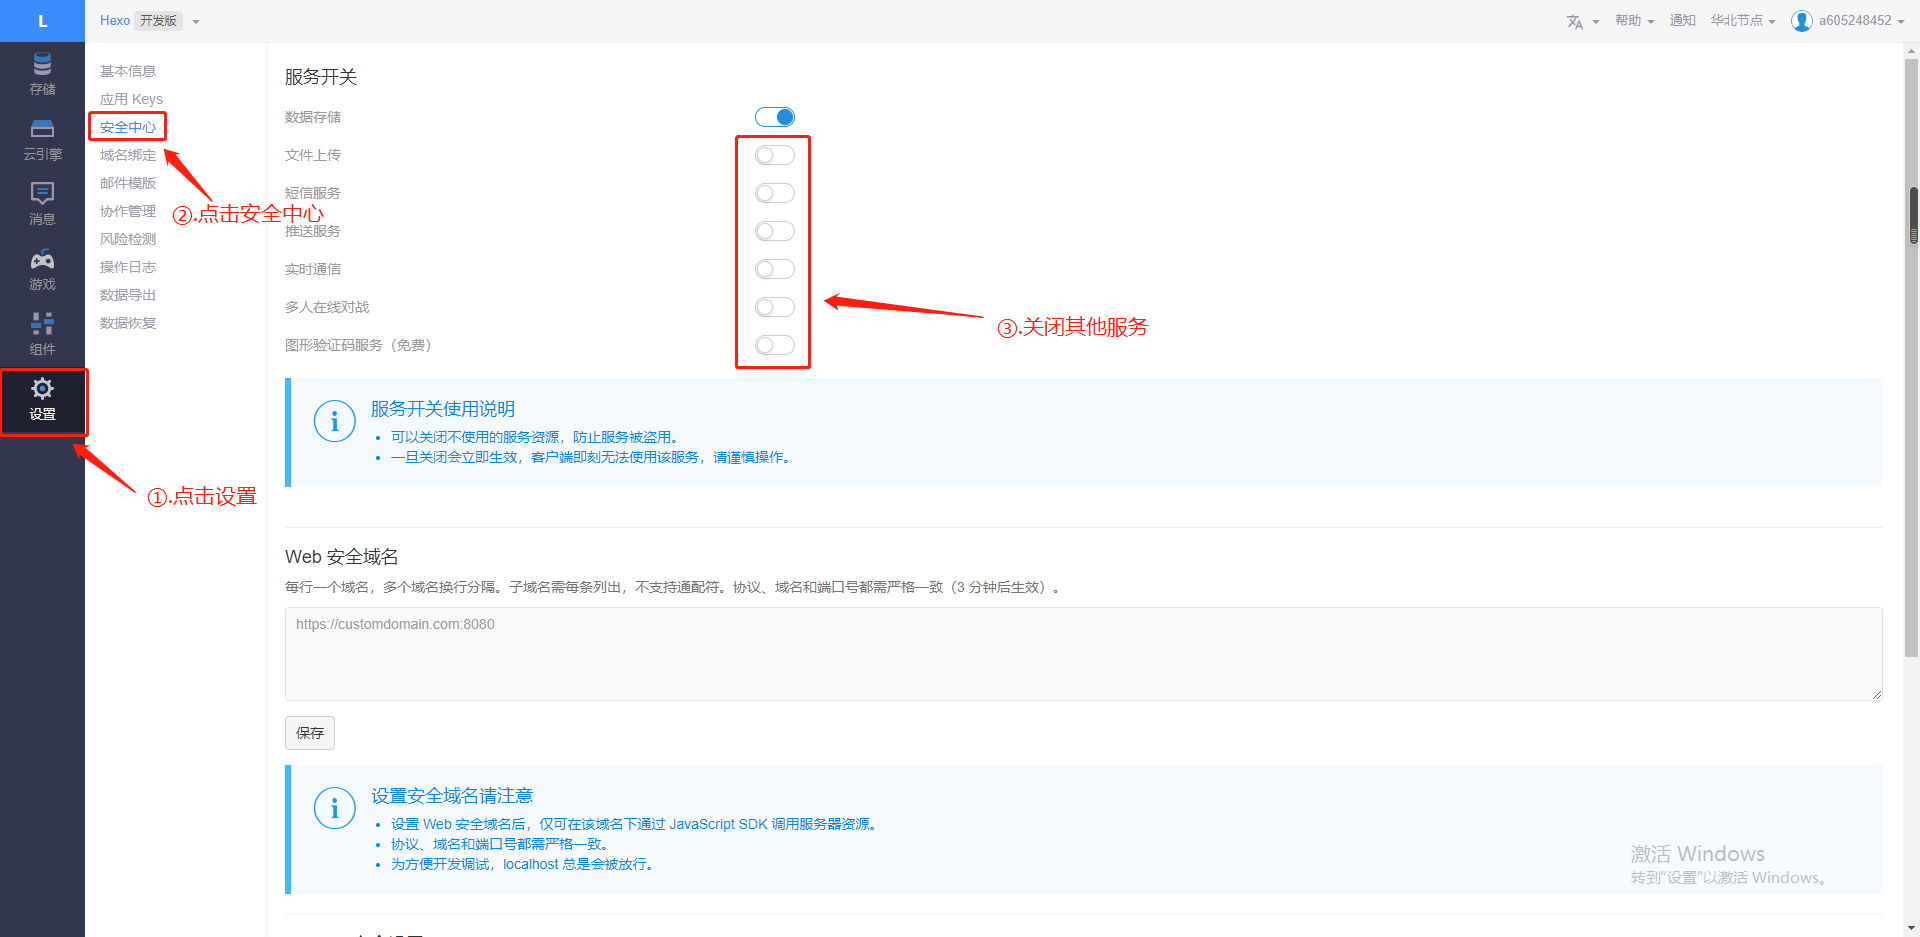 L
Hexo 开发版
帮助
通知
华北节点
a605248452
存储
云引擎
消息
游戏
组件
设置
基本信息
应用 Keys
安全中心
域名绑定
邮件模版
协作管理
风险检测
操作日志
数据导出
数据恢复
①.点击设置
②.点击安全中心
服务开关
数据存储
文件上传
短信服务
推送服务
实时通信
多人在线对战
图形验证码服务（免费）
③.关闭其他服务
服务开关使用说明
可以关闭不使用的服务资源，防止服务被盗用。
一旦关闭会立即生效，客户端即刻无法使用该服务，请谨慎操作。
Web 安全域名
每行一个域名，多个域名换行分隔。子域名需每条列出，不支持通配符。协议、域名和端口号都需严格一致（3 分钟后生效）。
https://customdomain.com:8080
保存
设置安全域名请注意
设置 Web 安全域名后，仅可在该域名下通过 JavaScript SDK 调用服务器资源。
协议、域名和端口号都需严格一致。
为方便开发调试，localhost 总是会被放行。
激活 Windows
转到“设置”以激活 Windows。